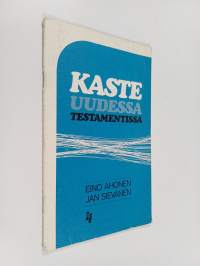 KASTE
UUDESSA
TESTAMENTISSA
EINO AHONEN
JAN SIEVÄNEN